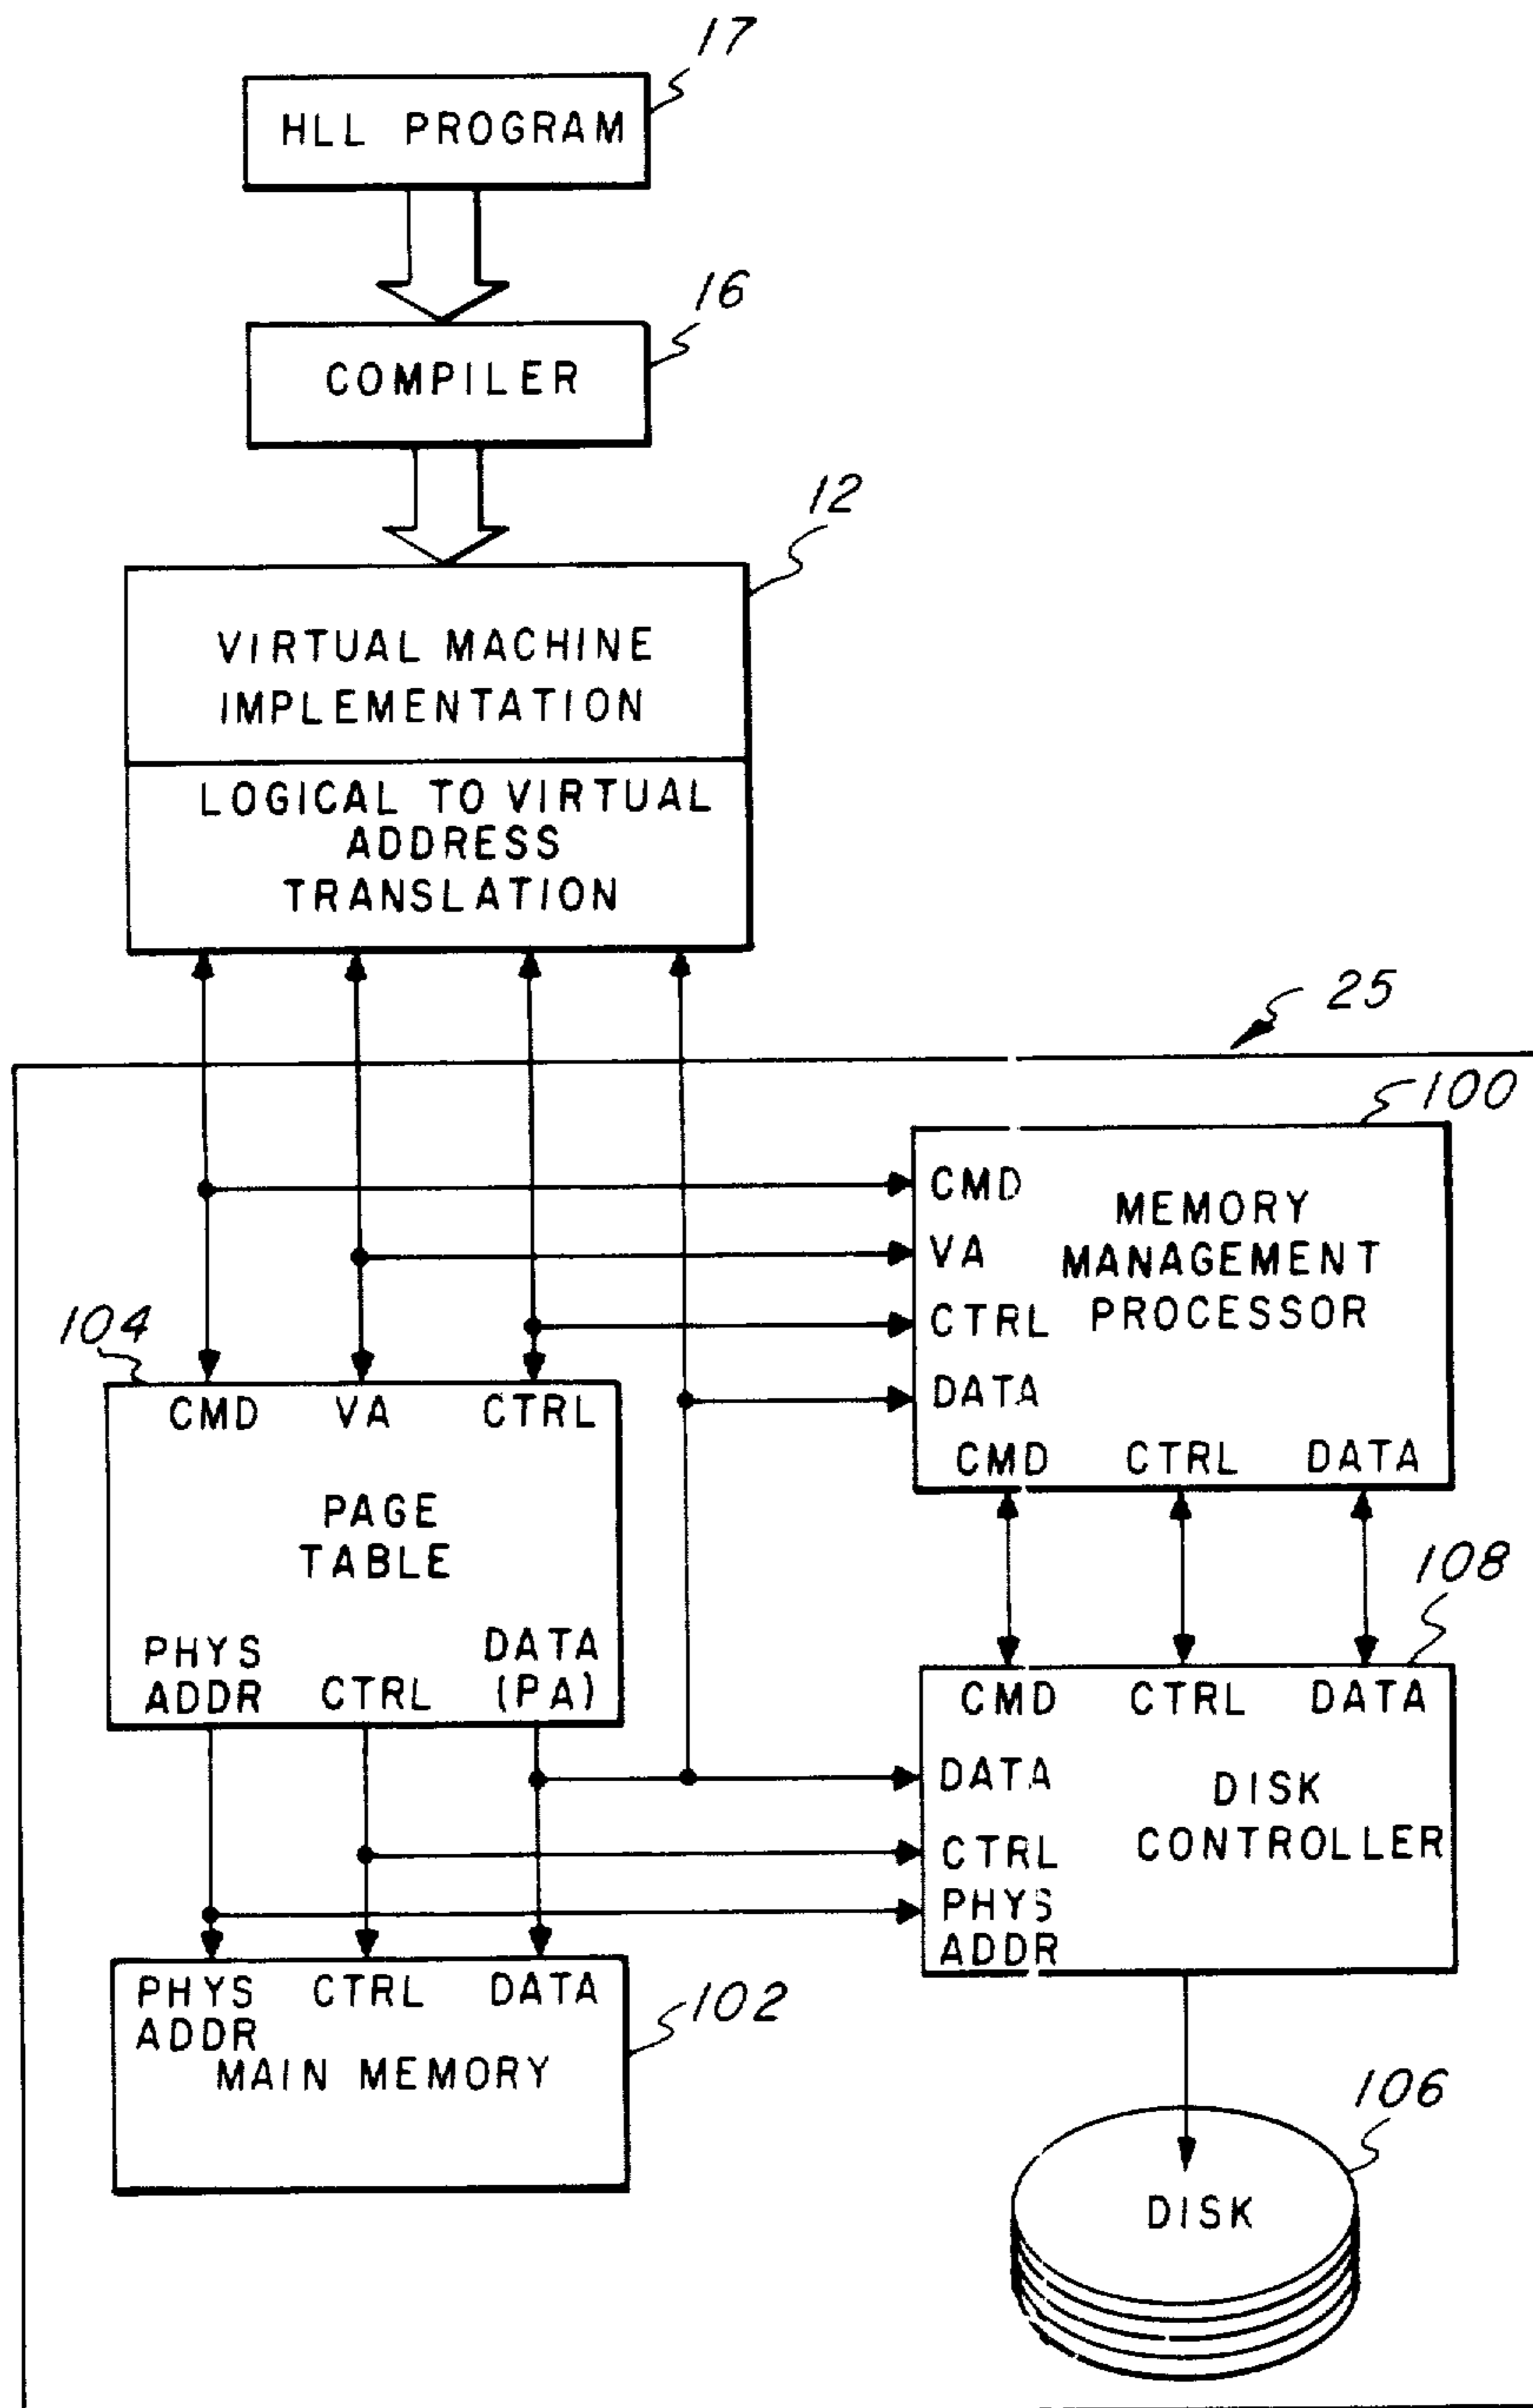 17
HLL PROGRAM
16
COMPILER
12
VIRTUAL MACHINE
IMPLEMENTATION
LOGICAL TO VIRTUAL
ADDRESS
TRANSLATION
25
100
CMD
VA
CTRL
DATA
MEMORY
MANAGEMENT
PROCESSOR
CMD CTRL DATA
104
CMD VA CTRL
PAGE
TABLE
PHYS
ADDR
CTRL
DATA
(PA)
108
CMD CTRL DATA
DATA
CTRL
PHYS
ADDR
DISK
CONTROLLER
PHYS
ADDR
CTRL
DATA
102
MAIN MEMORY
106
DISK